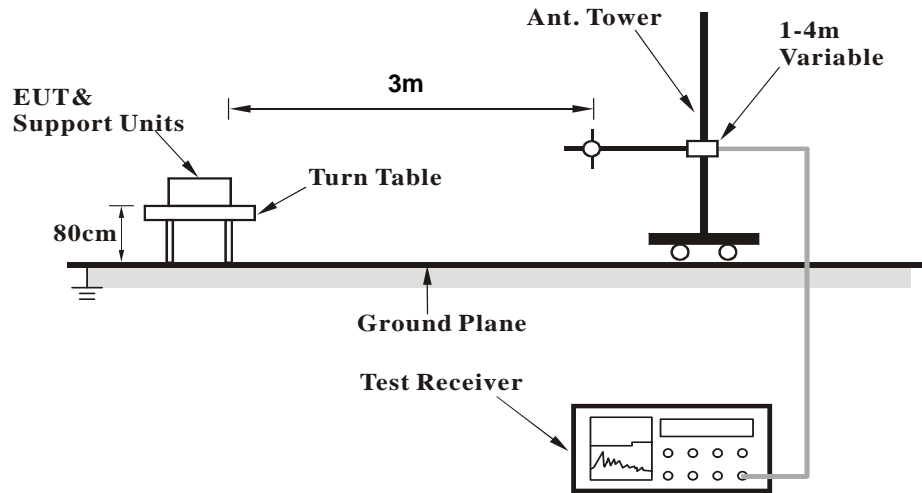 Ant. Tower
1-4m
Variable
3m
EUT&
Support Units
Turn Table
80cm
Ground Plane
Test Receiver